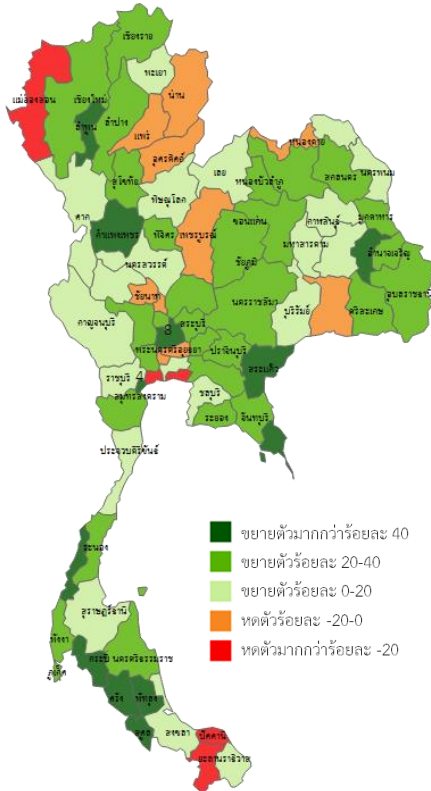 เชียงราย
พะเยา
แม่ฮ่องสอน
เชียงใหม่
น่าน
ลำพูน
ลำปาง
แพร่
อุตรดิตถ์
สุโขทัย
เลย
หนองคาย
หนองบัวลำภู
สกลนคร
นครพนม
ตาก
พิษณุโลก
ขอนแก่น
กาฬสินธุ์
มุกดาหาร
กำแพงเพชร
พิจิตร
เพชรบูรณ์
มหาสารคาม
อำนาจเจริญ
ชัยภูมิ
นครสวรรค์
อุบลราชธานี
ชัยนาท
นครราชสีมา
บุรีรัมย์
ศรีสะเกษ
กาญจนบุรี
8
สระบุรี
พระนครศรีอยุธยา
ปราจีนบุรี
สระแก้ว
ราชบุรี
4
สมุทรสงคราม
ชลบุรี
ระยอง
จันทบุรี
ประจวบคีรีขันธ์
ระนอง
สุราษฎร์ธานี
พังงา
ภูเก็ต
กระบี่
นครศรีธรรมราช
ตรัง
พัทลุง
สตูล
สงขลา
ปัตตานี
ยะลา
นราธิวาส
ขยายตัวมากกว่าร้อยละ 40
ขยายตัวร้อยละ 20-40
ขยายตัวร้อยละ 0-20
หดตัวร้อยละ -20-0
หดตัวมากกว่าร้อยละ -20